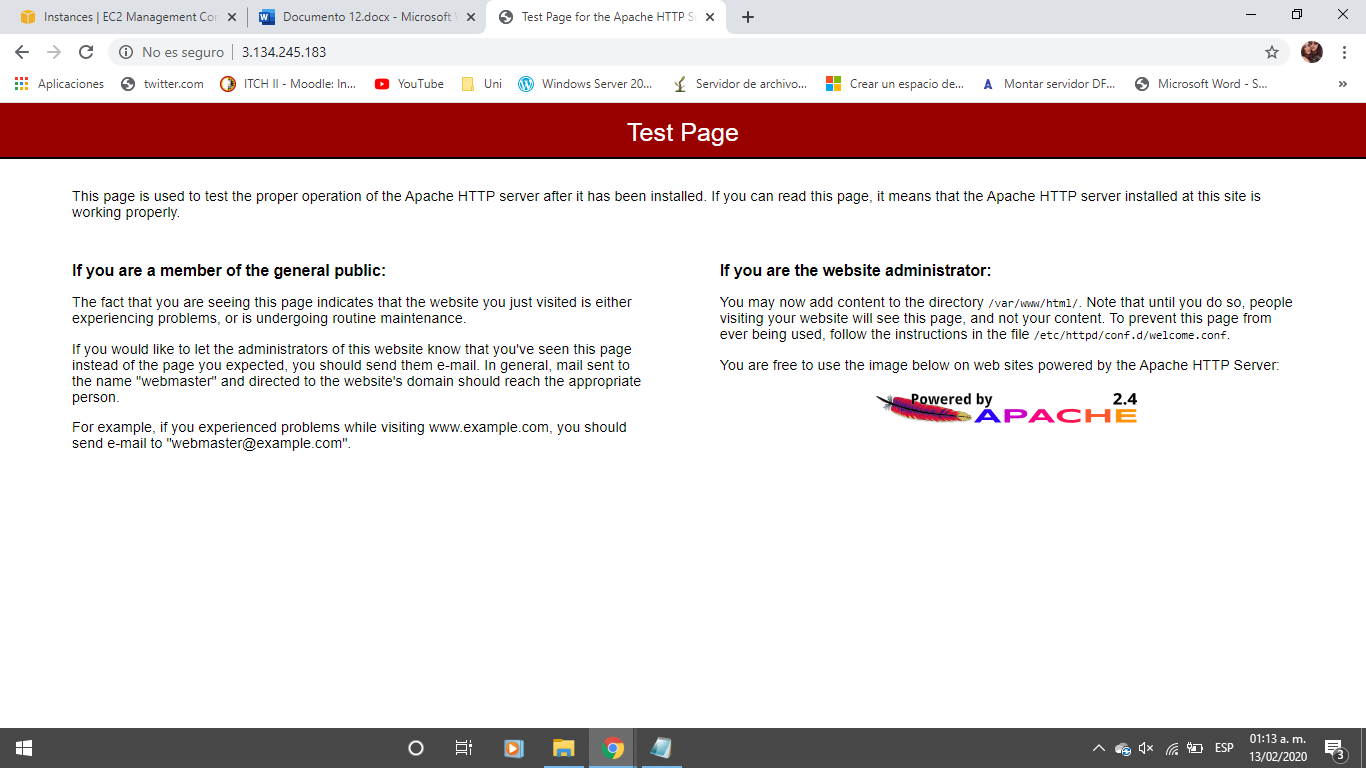 Instances | EC2 Management Con
Documento 12.docx - Microsoft W
Test Page for the Apache HTTP Se
No es seguro | 3.134.245.183
Aplicaciones
twitter.com
ITCH II - Moodle: In...
YouTube
Uni
Windows Server 20...
Servidor de archivo...
Crear un espacio de...
Montar servidor DF...
Microsoft Word - S...
»
Test Page
This page is used to test the proper operation of the Apache HTTP server after it has been installed. If you can read this page, it means that the Apache HTTP server installed at this site is
working properly.
If you are a member of the general public:
The fact that you are seeing this page indicates that the website you just visited is either
experiencing problems, or is undergoing routine maintenance.
If you would like to let the administrators of this website know that you've seen this page
instead of the page you expected, you should send them e-mail. In general, mail sent to
the name "webmaster" and directed to the website's domain should reach the appropriate
person.
For example, if you experienced problems while visiting www.example.com, you should
send e-mail to "webmaster@example.com".
If you are the website administrator:
You may now add content to the directory /var/www/html/. Note that until you do so, people
visiting your website will see this page, and not your content. To prevent this page from
ever being used, follow the instructions in the file /etc/httpd/conf.d/welcome.conf.
You are free to use the image below on web sites powered by the Apache HTTP Server:
Powered by 2.4
APACHE
ESP
01:13 a. m.
13/02/2020
3